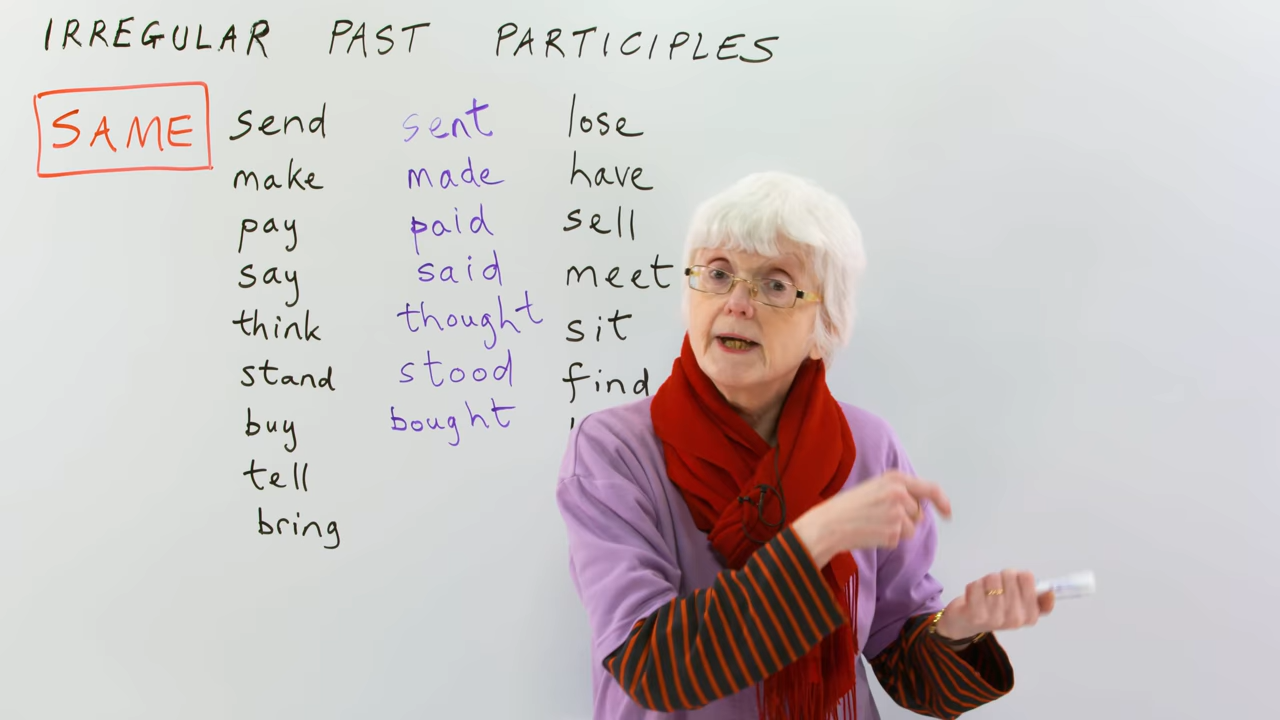 IRREGULAR PAST PARTICIPLES
SAME send sent lose
make made have
pay paid sell
say said meet
think thought sit
stand stood find
buy bought
tell
bring